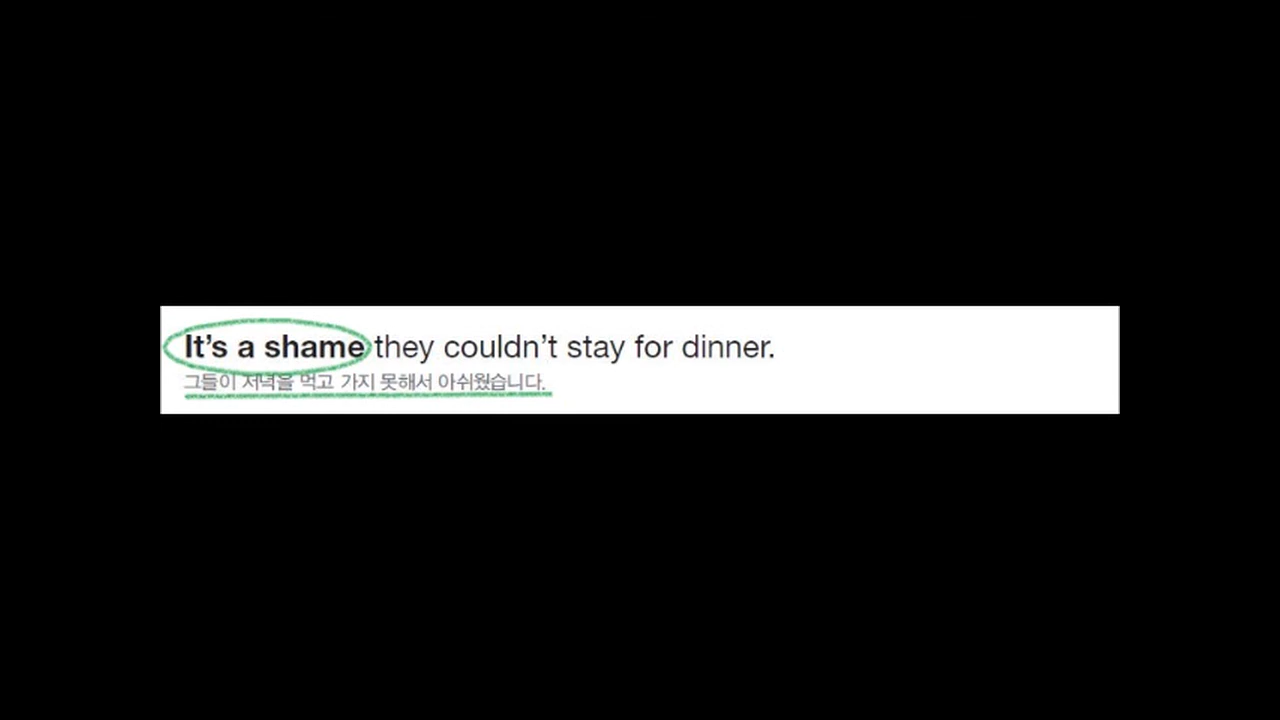 It's a shame they couldn't stay for dinner.
그들이 저녁을 먹고 가지 못해서 아쉬웠습니다.